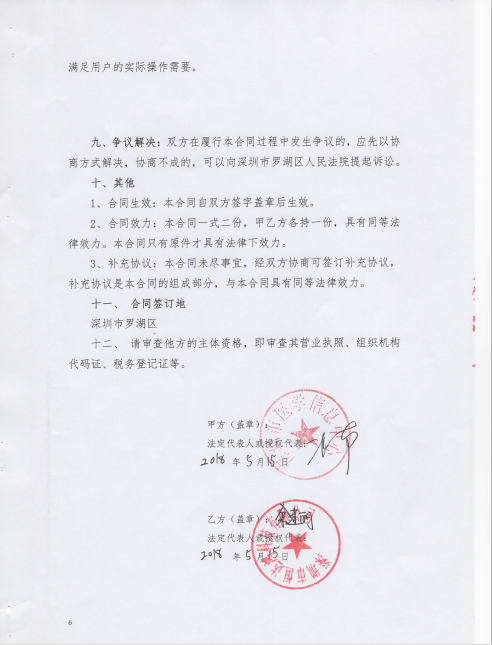 满足用户的实际操作需要。
九、争议解决：双方在履行本合同过程中发生争议的，应先以协
商方式解决，协商不成的，可以向深圳市罗湖区人民法院提起诉讼。
十、其他
1、合同生效：本合同自双方签字盖章后生效。
2、合同效力：本合同一式二份，甲乙方各持一份，具有同等法
律效力。本合同只有原件才具有法律下效力。
3、补充协议：本合同未尽事宜，经双方协商可签订补充协议，
补充协议是本合同的组成部分，与本合同具有同等法律效力。
十一、 合同签订地
深圳市罗湖区
十二、 请审查他方的主体资格，即审查其营业执照、组织机构
代码证、税务登记证等。
甲方（盖章）：
市医学信息中心
法定代表人或授权代表：
2018 年 5 月 15 日
乙方（盖章）：
法定代表人或授权代表：
2018 年 5 月 15 日
深圳市恒达
6